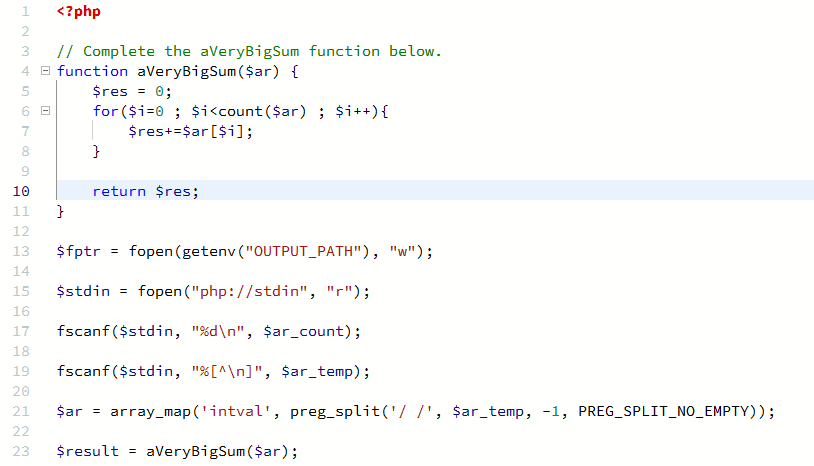 1 <?php
2
3 // Complete the aVeryBigSum function below.
4 function aVeryBigSum($ar) {
5     $res = 0;
6     for($i=0 ; $i<count($ar) ; $i++){
7         $res+=$ar[$i];
8     }
9
10     return $res;
11 }
12
13 $fptr = fopen(getenv("OUTPUT_PATH"), "w");
14
15 $stdin = fopen("php://stdin", "r");
16
17 fscanf($stdin, "%d\n", $ar_count);
18
19 fscanf($stdin, "%[^\n]", $ar_temp);
20
21 $ar = array_map('intval', preg_split('/ /', $ar_temp, -1, PREG_SPLIT_NO_EMPTY));
22
23 $result = aVeryBigSum($ar);